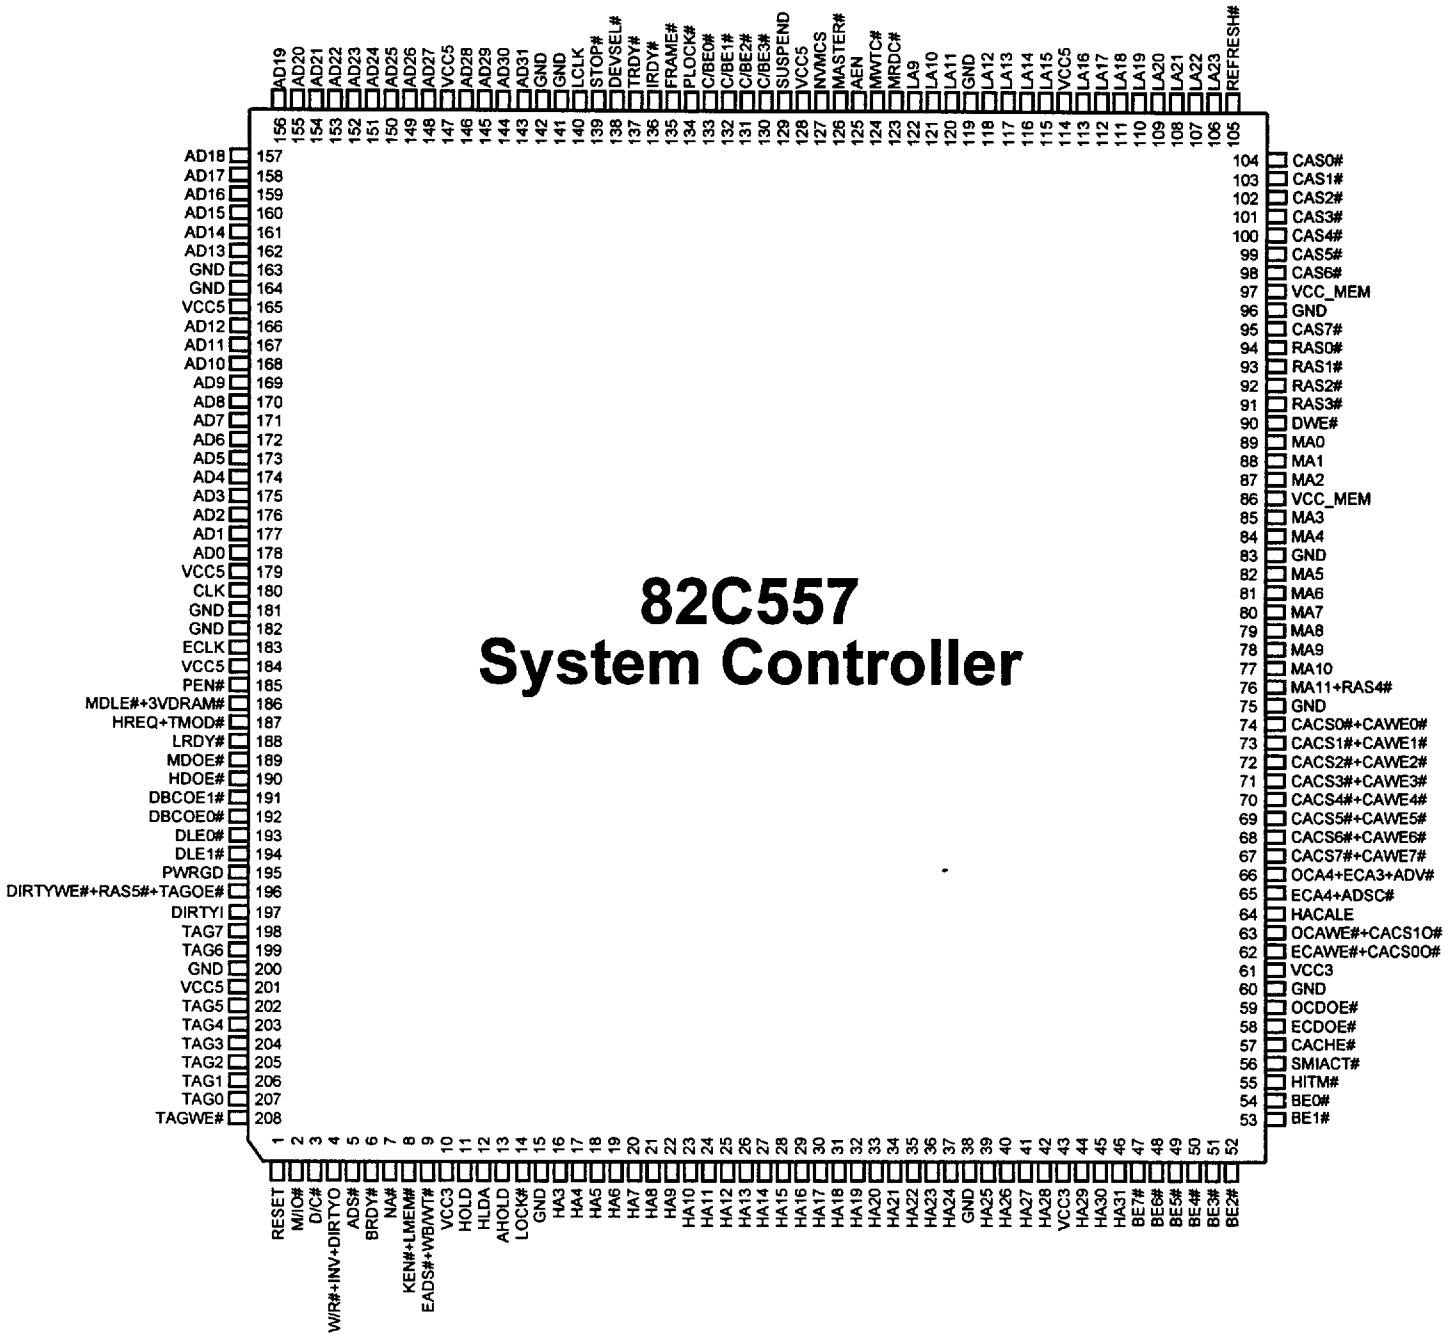 AD19 AD20 AD21 AD22 AD23 AD24 AD25 AD26 AD27 VCC5 AD28 AD29 AD30 AD31 GND GND LCLK STOP# DEVSEL# TRDY# IRDY# FRAME# PLOCK# C/BE0# C/BE1# C/BE2# C/BE3# SUSPEND VCC5 NVMCS MASTER# AEN MWTC# MRDC# LA9 LA10 LA11 GND LA12 LA13 LA14 LA15 VCC5 LA16 LA17 LA18 LA19 LA20 LA21 LA22 LA23 REFRESH#
156 155 154 153 152 151 150 149 148 147 146 145 144 143 142 141 140 139 138 137 136 135 134 133 132 131 130 129 128 127 126 125 124 123 122 121 120 119 118 117 116 115 114 113 112 111 110 109 108 107 106 105
AD18 157
AD17 158
AD16 159
AD15 160
AD14 161
AD13 162
GND 163
GND 164
VCC5 165
AD12 166
AD11 167
AD10 168
AD9 169
AD8 170
AD7 171
AD6 172
AD5 173
AD4 174
AD3 175
AD2 176
AD1 177
AD0 178
VCC5 179
CLK 180
GND 181
GND 182
ECLK 183
VCC5 184
PEN# 185
MDLE#+3VDRAM# 186
HREQ+TMOD# 187
LRDY# 188
MDOE# 189
HDOE# 190
DBCOE1# 191
DBCOE0# 192
DLE0# 193
DLE1# 194
PWRGD 195
DIRTYWE#+RAS5#+TAGOE# 196
DIRTYI 197
TAG7 198
TAG6 199
GND 200
VCC5 201
TAG5 202
TAG4 203
TAG3 204
TAG2 205
TAG1 206
TAG0 207
TAGWE# 208
82C557
System Controller
104 CAS0#
103 CAS1#
102 CAS2#
101 CAS3#
100 CAS4#
99 CAS5#
98 CAS6#
97 VCC_MEM
96 GND
95 CAS7#
94 RAS0#
93 RAS1#
92 RAS2#
91 RAS3#
90 DWE#
89 MA0
88 MA1
87 MA2
86 VCC_MEM
85 MA3
84 MA4
83 GND
82 MA5
81 MA6
80 MA7
79 MA8
78 MA9
77 MA10
76 MA11+RAS4#
75 GND
74 CACS0#+CAWE0#
73 CACS1#+CAWE1#
72 CACS2#+CAWE2#
71 CACS3#+CAWE3#
70 CACS4#+CAWE4#
69 CACS5#+CAWE5#
68 CACS6#+CAWE6#
67 CACS7#+CAWE7#
66 OCA4+ECA3+ADV#
65 ECA4+ADSC#
64 HACALE
63 OCAWE#+CACS1O#
62 ECAWE#+CACS0O#
61 VCC3
60 GND
59 OCDOE#
58 ECDOE#
57 CACHE#
56 SMIACT#
55 HITM#
54 BE0#
53 BE1#
1 2 3 4 5 6 7 8 9 10 11 12 13 14 15 16 17 18 19 20 21 22 23 24 25 26 27 28 29 30 31 32 33 34 35 36 37 38 39 40 41 42 43 44 45 46 47 48 49 50 51 52
RESET M/IO# D/C# W/R#+INV+DIRTYO ADS# BRDY# NA# KEN#+LMEM# EADS#+WB/WT# VCC3 HOLD HLDA AHOLD LOCK# GND HA3 HA4 HA5 HA6 HA7 HA8 HA9 HA10 HA11 HA12 HA13 HA14 HA15 HA16 HA17 HA18 HA19 HA20 HA21 HA22 HA23 HA24 GND HA25 HA26 HA27 HA28 VCC3 HA29 HA30 HA31 BE7# BE6# BE5# BE4# BE3# BE2#